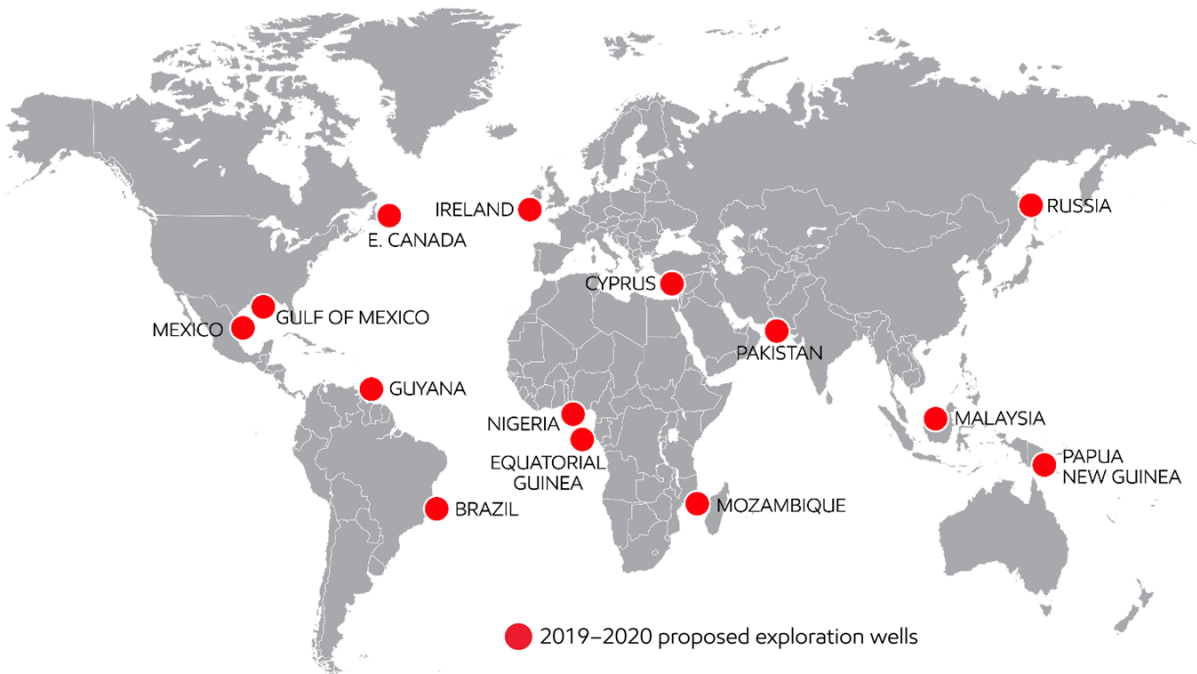 IRELAND
RUSSIA
E. CANADA
CYPRUS
GULF OF MEXICO
MEXICO
PAKISTAN
GUYANA
NIGERIA
MALAYSIA
EQUATORIAL
GUINEA
PAPUA
NEW GUINEA
BRAZIL
MOZAMBIQUE
2019–2020 proposed exploration wells